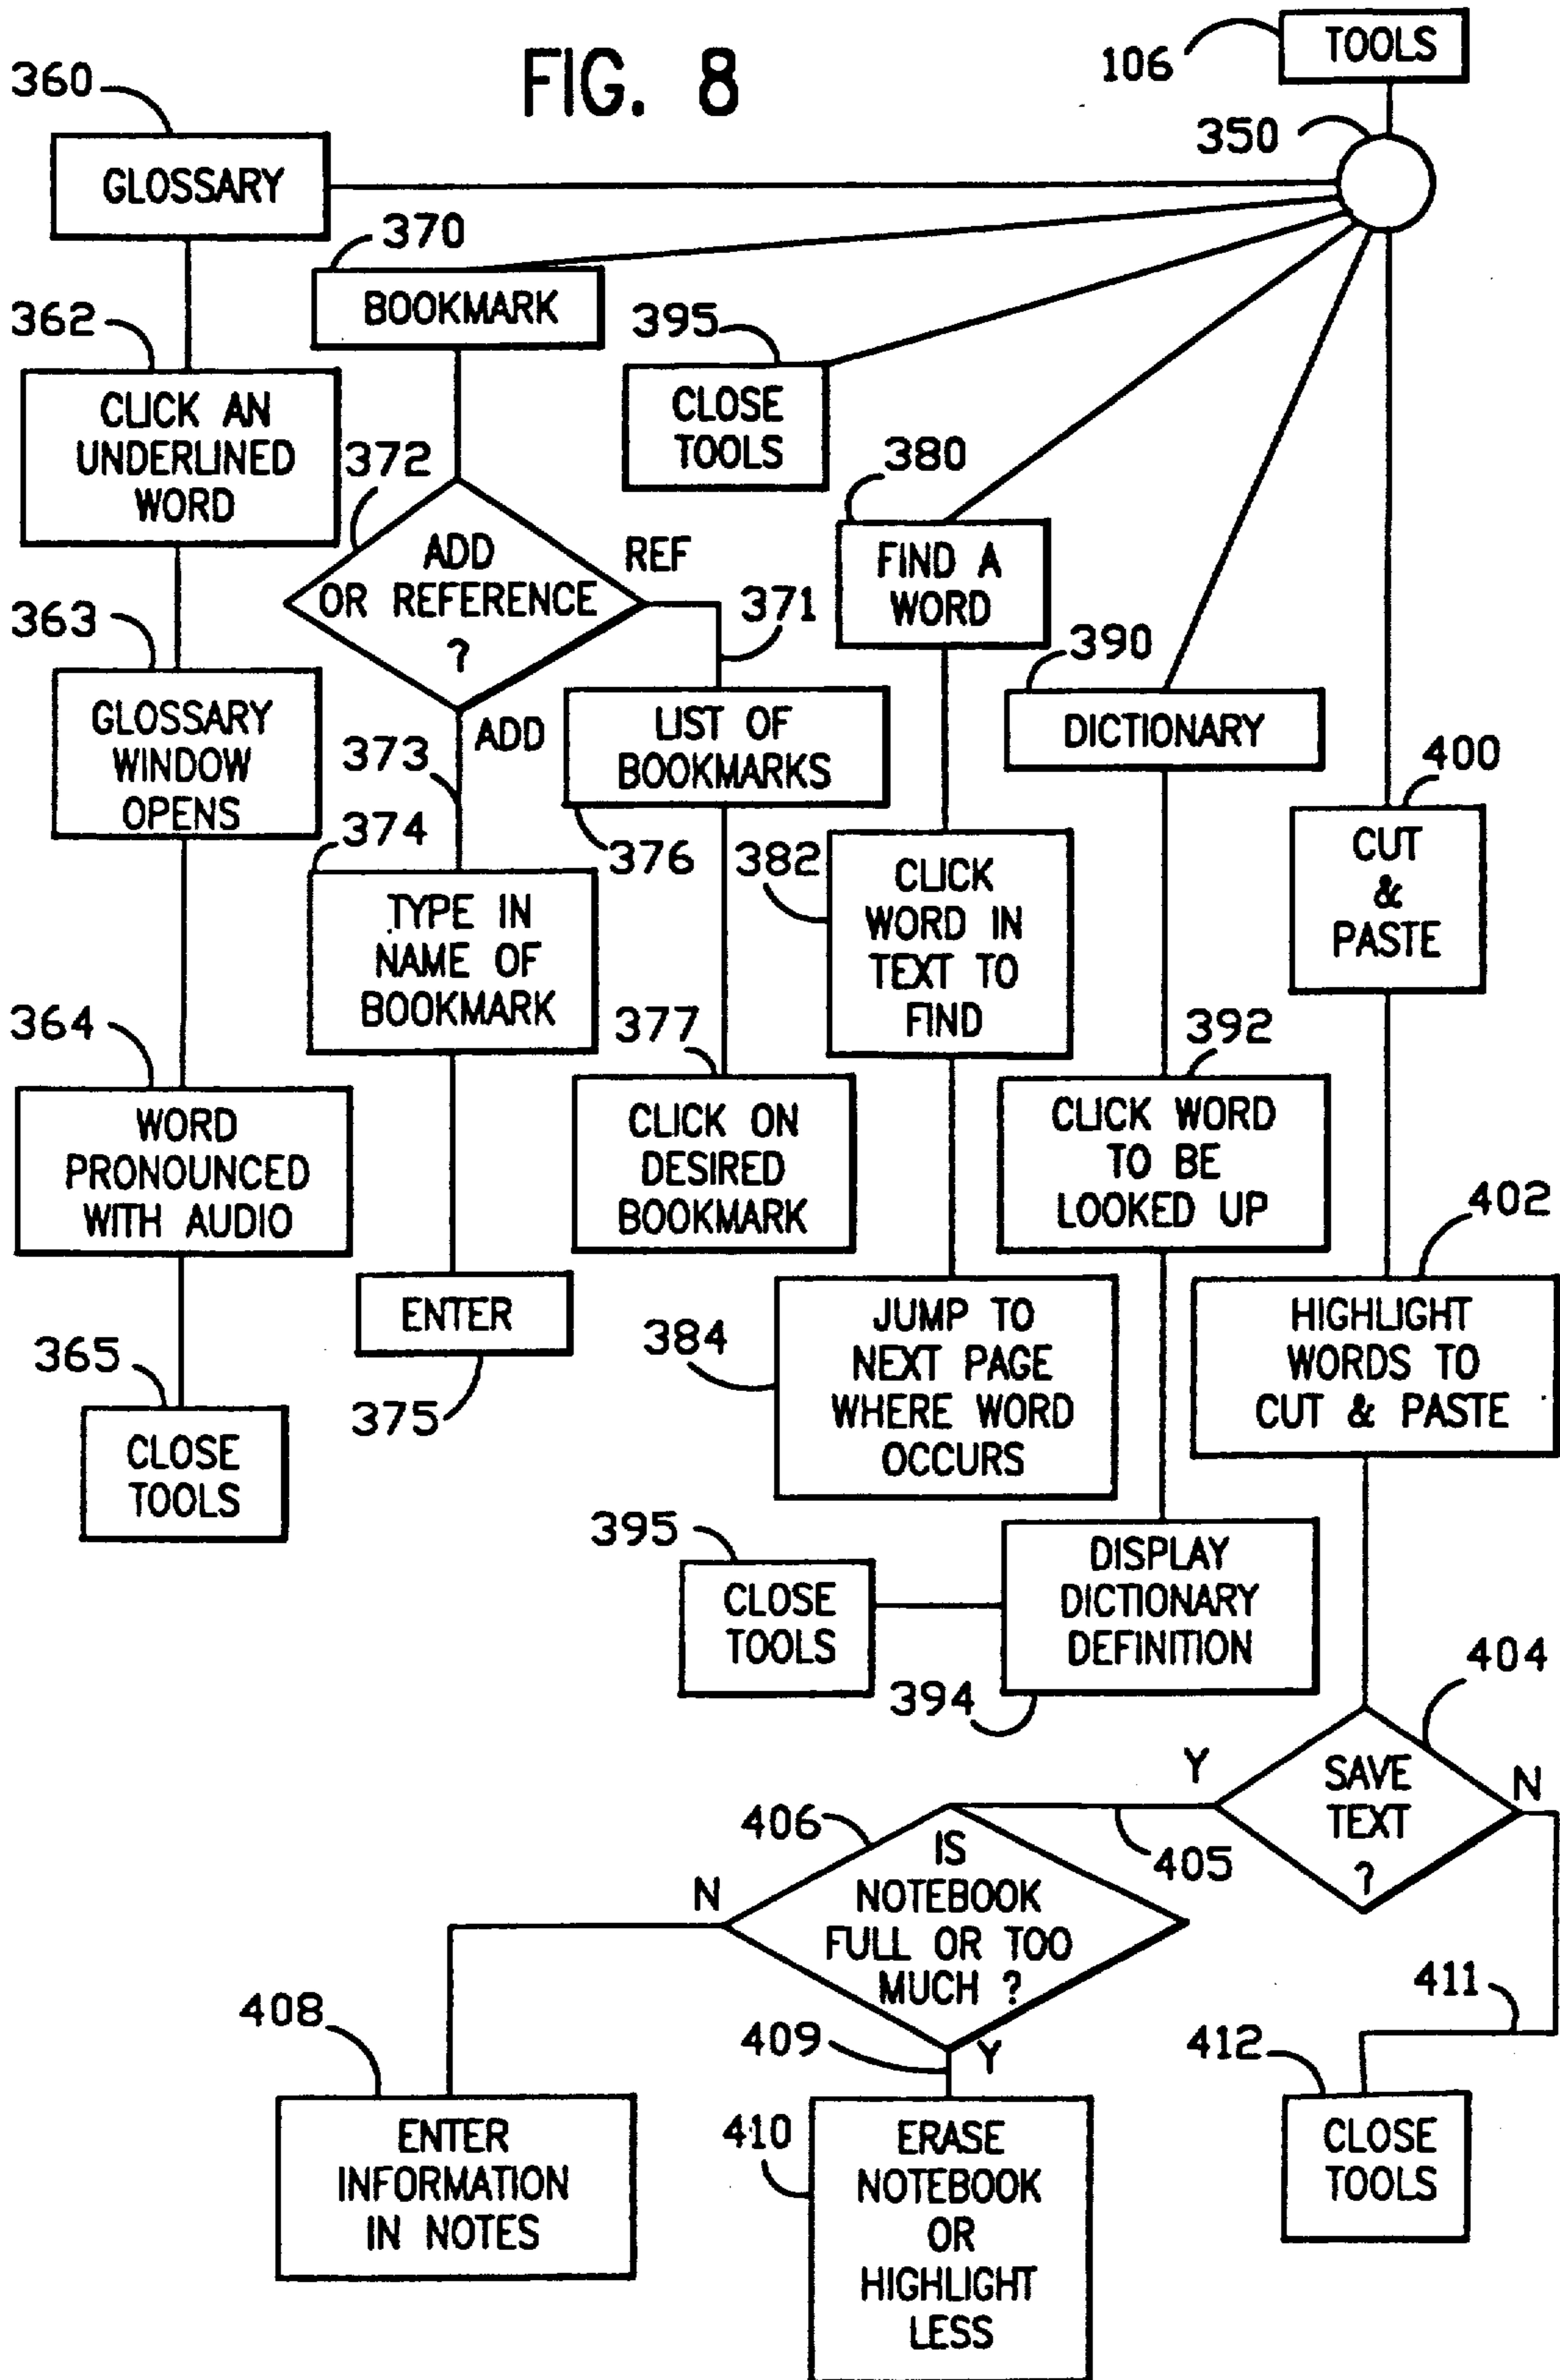 FIG. 8
106
TOOLS
350
360
GLOSSARY
370
BOOKMARK
362
CLICK AN
UNDERLINED
WORD
395
CLOSE
TOOLS
372
ADD
OR REFERENCE
?
REF
371
380
FIND A
WORD
363
GLOSSARY
WINDOW
OPENS
373
ADD
LIST OF
BOOKMARKS
376
390
DICTIONARY
400
CUT
&
PASTE
374
TYPE IN
NAME OF
BOOKMARK
382
CLICK
WORD IN
TEXT TO
FIND
364
WORD
PRONOUNCED
WITH AUDIO
377
CLICK ON
DESIRED
BOOKMARK
392
CLICK WORD
TO BE
LOOKED UP
402
HIGHLIGHT
WORDS TO
CUT & PASTE
ENTER
375
384
JUMP TO
NEXT PAGE
WHERE WORD
OCCURS
365
CLOSE
TOOLS
395
CLOSE
TOOLS
DISPLAY
DICTIONARY
DEFINITION
394
404
SAVE
TEXT
?
Y
N
405
406
IS
NOTEBOOK
FULL OR TOO
MUCH ?
N
411
408
ENTER
INFORMATION
IN NOTES
409
Y
410
ERASE
NOTEBOOK
OR
HIGHLIGHT
LESS
412
CLOSE
TOOLS